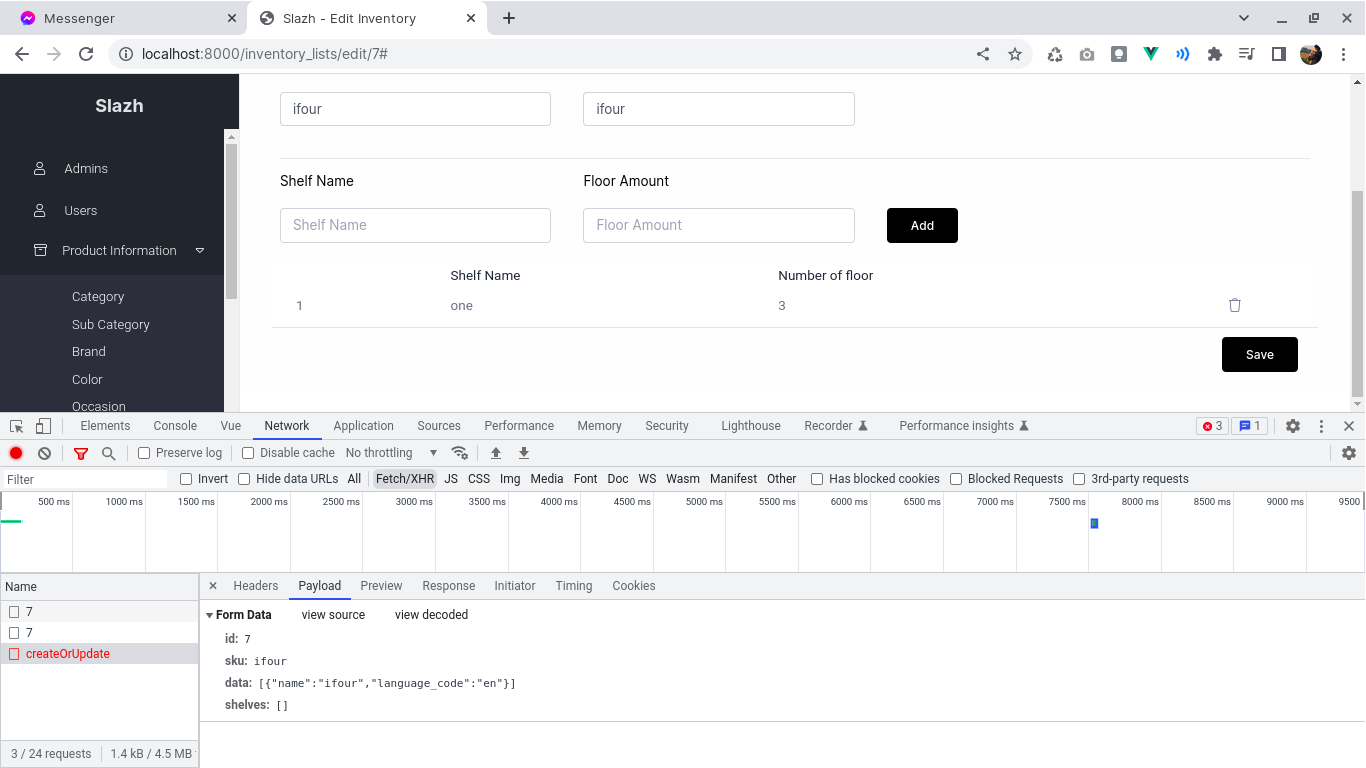 Messenger
Slazh - Edit Inventory
localhost:8000/inventory_lists/edit/7#
Slazh
Admins
Users
Product Information
Category
Sub Category
Brand
Color
Occasion
ifour ifour
Shelf Name Floor Amount
Shelf Name Floor Amount Add
Shelf Name Number of floor
1 one 3
Save
Elements Console Vue Network Application Sources Performance Memory Security Lighthouse Recorder Performance insights 3 1
Preserve log Disable cache No throttling
Filter Invert Hide data URLs All Fetch/XHR JS CSS Img Media Font Doc WS Wasm Manifest Other Has blocked cookies Blocked Requests 3rd-party requests
500 ms 1000 ms 1500 ms 2000 ms 2500 ms 3000 ms 3500 ms 4000 ms 4500 ms 5000 ms 5500 ms 6000 ms 6500 ms 7000 ms 7500 ms 8000 ms 8500 ms 9000 ms 9500
Name
7
7
createOrUpdate
3 / 24 requests 1.4 kB / 4.5 MB
Headers Payload Preview Response Initiator Timing Cookies
Form Data view source view decoded
id: 7
sku: ifour
data: [{"name":"ifour","language_code":"en"}]
shelves: []